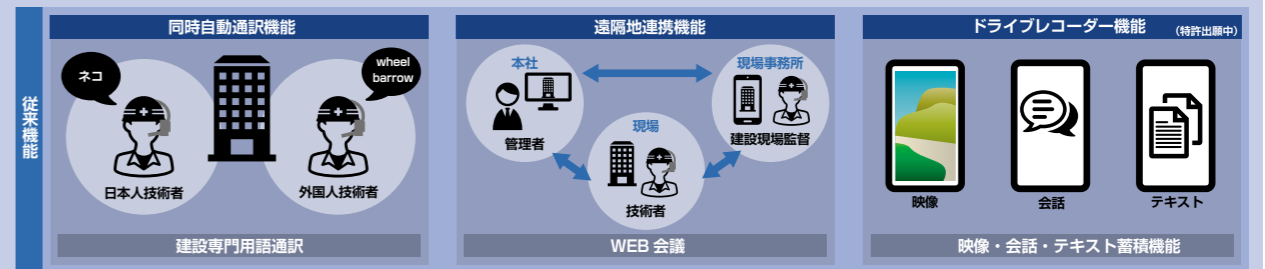 従来機能
同時自動通訳機能
ネコ
wheel
barrow
日本人技術者
外国人技術者
建設専門用語通訳
遠隔地連携機能
本社
現場事務所
管理者
現場
建設現場監督
技術者
WEB 会議
ドライブレコーダー機能 (特許出願中)
映像
会話
テキスト
映像・会話・テキスト蓄積機能